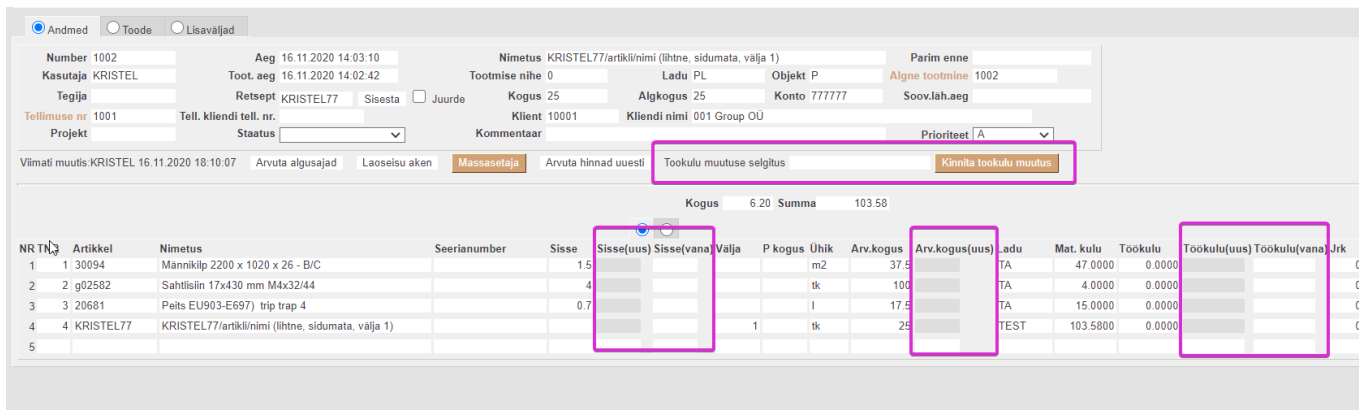 Andmed Toode Lisaväljad
Number 1002 Aeg 16.11.2020 14:03:10 Nimetus KRISTEL77/artikli/nimi (lihtne, sidumata, välja 1) Parim enne
Kasutaja KRISTEL Toot. aeg 16.11.2020 14:02:42 Tootmise nihe 0 Ladu PL Objekt P Algne tootmine 1002
Tegija Retsept KRISTEL77 Sisesta Juurde Kogus 25 Algkogus 25 Konto 777777 Soov.läh.aeg
Tellimuse nr 1001 Tell. kliendi tell. nr. Klient 10001 Kliendi nimi 001 Group OÜ
Projekt Staatus Kommentaar Prioriteet A
Viimati muutis:KRISTEL 16.11.2020 18:10:07 Arvuta algusajad Laoseisu aken Massasetaja Arvuta hinnad uuesti Tookulu muutuse selgitus Kinnita tookulu muutus
Kogus 6.20 Summa 103.58
Artikkel Nimetus Seerianumber Sisse Sisse(uus) Sisse(vana) Välja P kogus Ühik Arv.kogus Arv.kogus(uus) Ladu Mat. kulu Töökulu Töökulu(uus) Töökulu(vana) Jrk
1 1 30094 Männikilp 2200 x 1020 x 26 - B/C 1.5 m2 37.5 TA 47.0000 0.0000
2 2 g02582 Sahtlisiin 17x430 mm M4x32/44 4 tk 100 TA 4.0000 0.0000
3 3 20681 Peits EU903-E697) trip trap 4 0.7 l 17.5 TA 15.0000 0.0000
4 4 KRISTEL77 KRISTEL77/artikli/nimi (lihtne, sidumata, välja 1) 1 tk 25 TEST 103.5800 0.0000
5